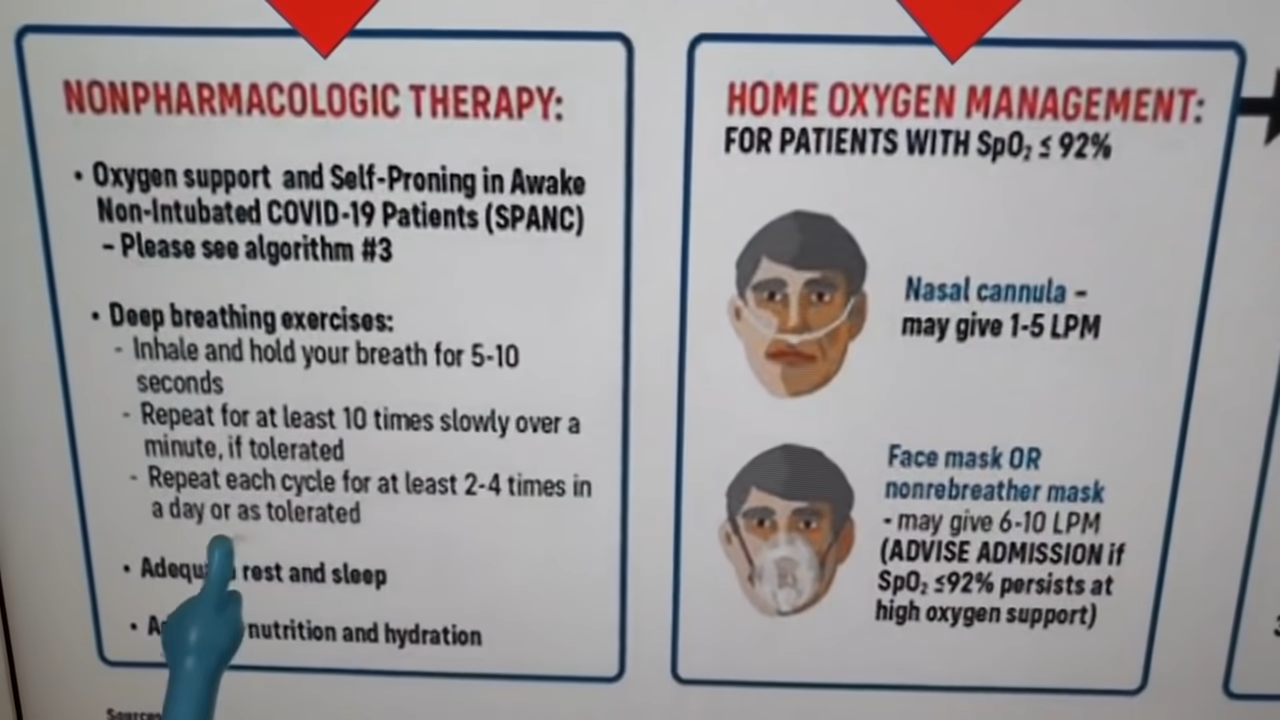 NONPHARMACOLOGIC THERAPY:
• Oxygen support and Self-Proning in Awake
Non-Intubated COVID-19 Patients (SPANC)
– Please see algorithm #3
• Deep breathing exercises:
- Inhale and hold your breath for 5-10
seconds
- Repeat for at least 10 times slowly over a
minute, if tolerated
- Repeat each cycle for at least 2-4 times in
a day or as tolerated
• rest and sleep
• nutrition and hydration
HOME OXYGEN MANAGEMENT:
FOR PATIENTS WITH SpO₂ ≤ 92%
Nasal cannula –
may give 1-5 LPM
Face mask OR
nonrebreather mask
- may give 6-10 LPM
(ADVISE ADMISSION if
SpO₂ ≤92% persists at
high oxygen support)